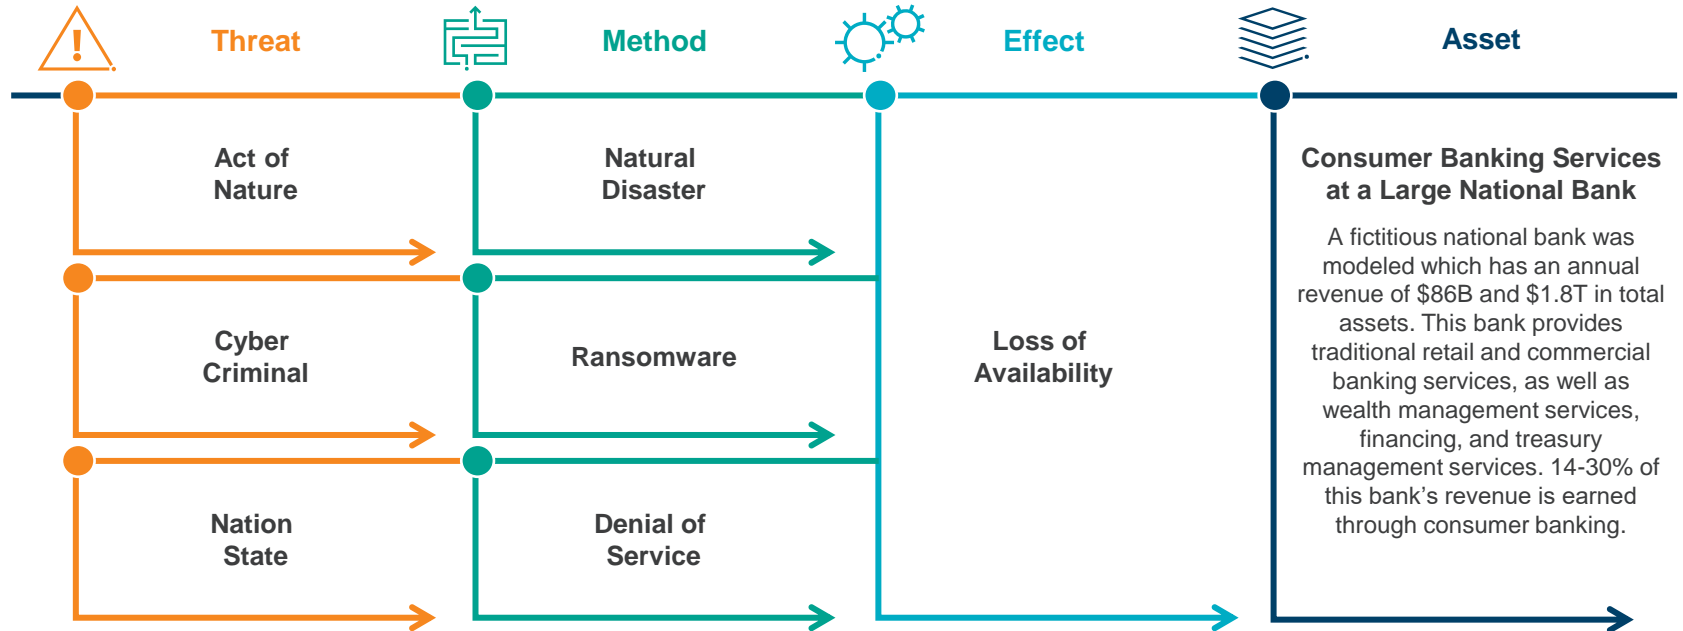 Threat
Method
Effect
Asset
Act of
Nature
Natural
Disaster
Cyber
Criminal
Ransomware
Nation
State
Denial of
Service
Loss of
Availability
Consumer Banking Services
at a Large National Bank
A fictitious national bank was
modeled which has an annual
revenue of $86B and $1.8T in total
assets. This bank provides
traditional retail and commercial
banking services, as well as
wealth management services,
financing, and treasury
management services. 14-30% of
this bank’s revenue is earned
through consumer banking.